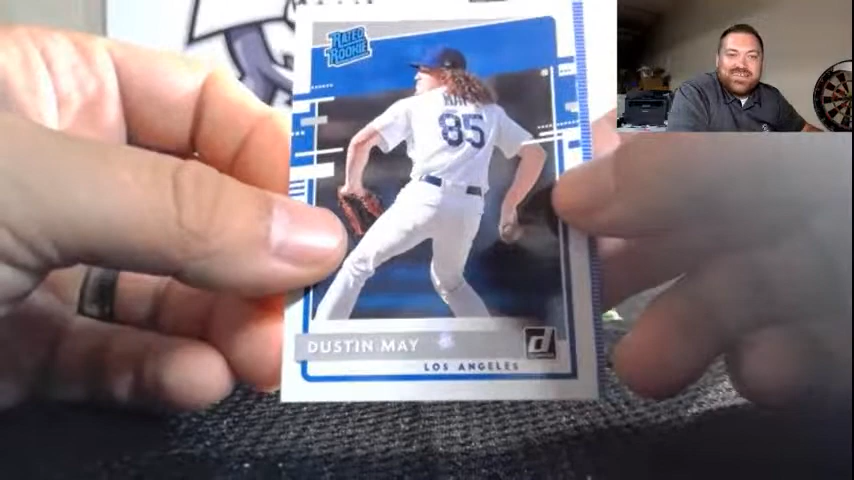 RATED
ROOKIE
MAY
85
DUSTIN MAY
d
LOS ANGELES